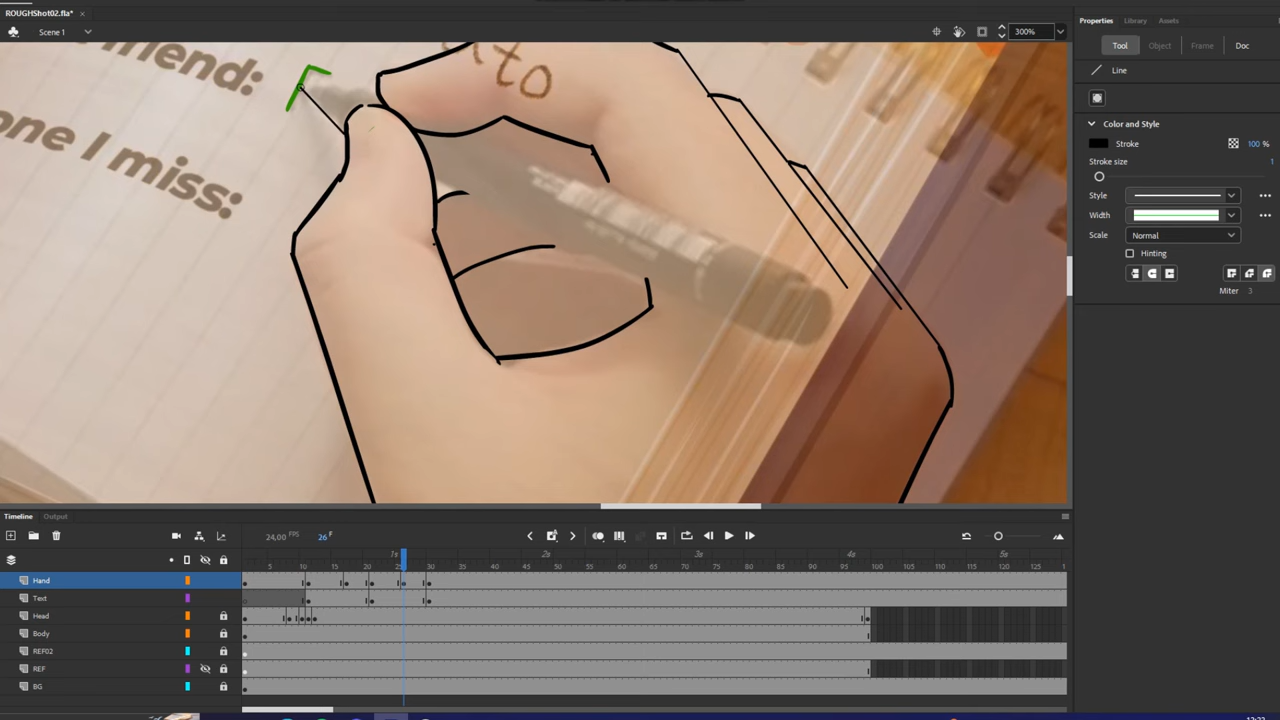 ROUGHShot02.fla*
Scene 1
300%
Properties
Library
Assets
Tool
Object
Frame
Doc
Line
Color and Style
Stroke
100 %
Stroke size
1
Style
Width
Scale
Normal
Hinting
Miter 3
friend:
to
one I miss:
Timeline
Output
24,00 FPS
26 F
1s
2s
3s
4s
5s
5 10 15 20 25 30 35 40 45 50 55 60 65 70 75 80 85 90 95 100 105 110 115 120 125 1
Hand
Text
Head
Body
REF02
REF
BG